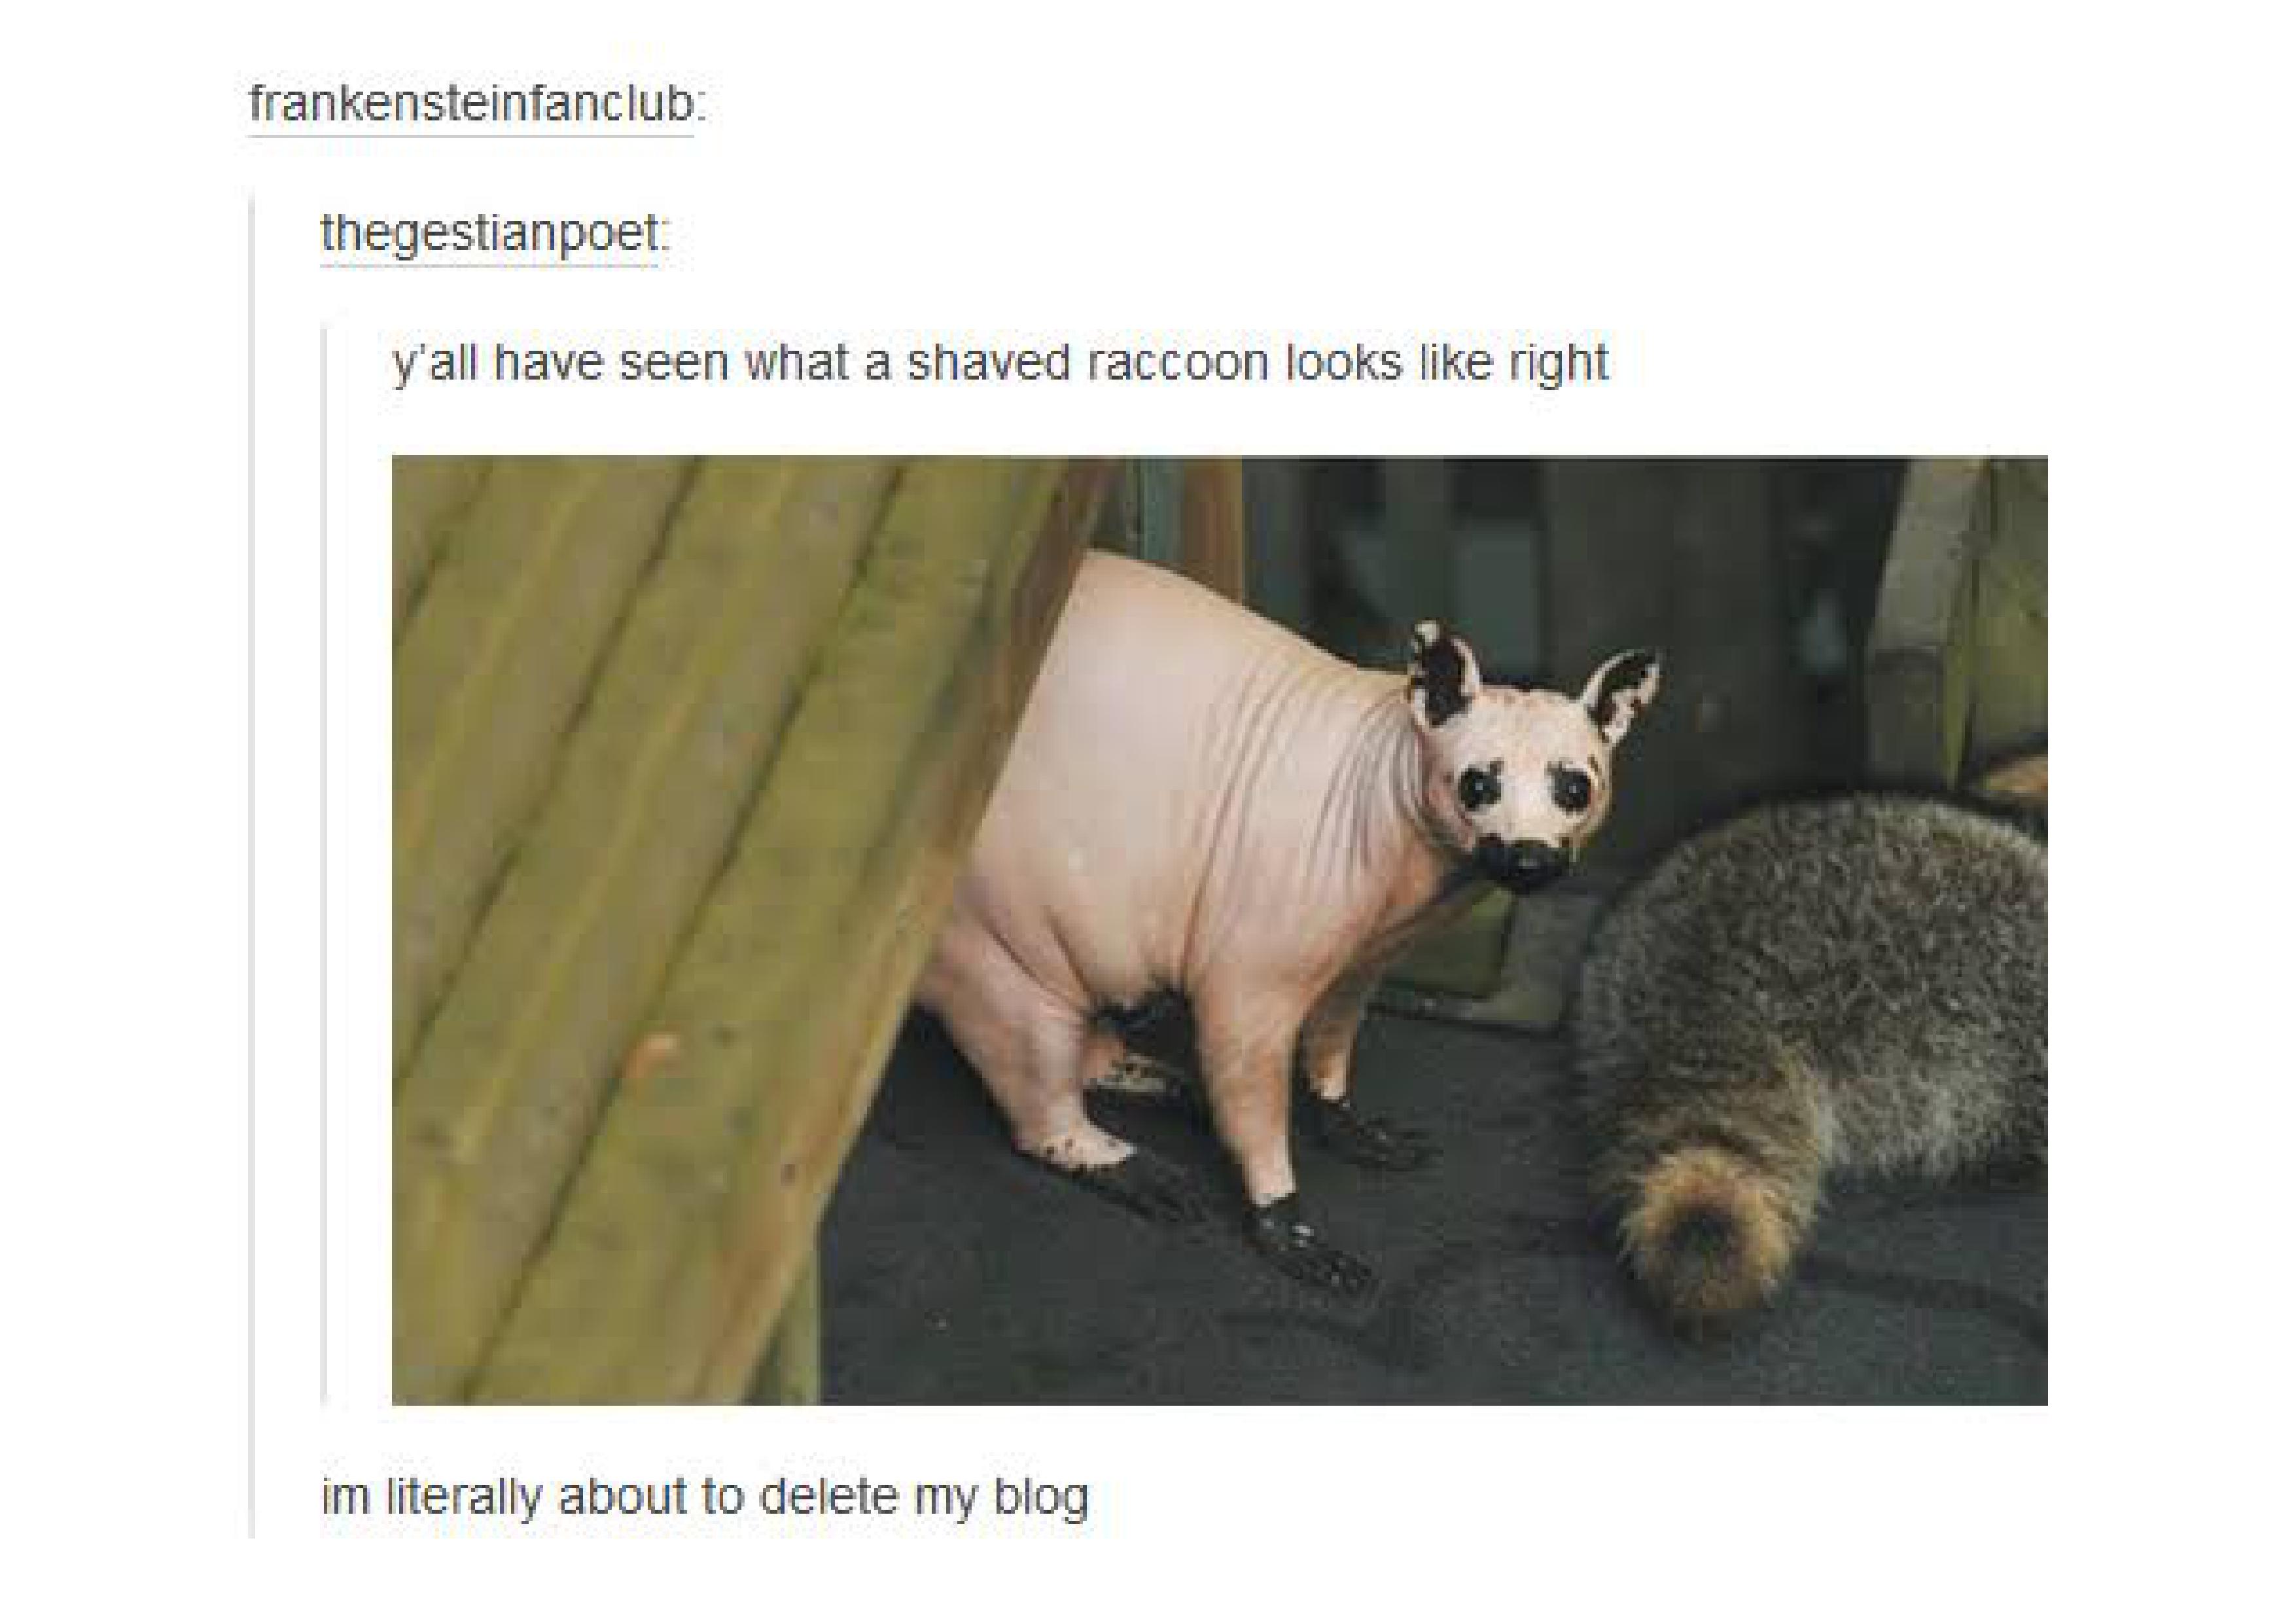 frankensteinfanclub:
thegestianpoet:
y'all have seen what a shaved raccoon looks like right
im literally about to delete my blog